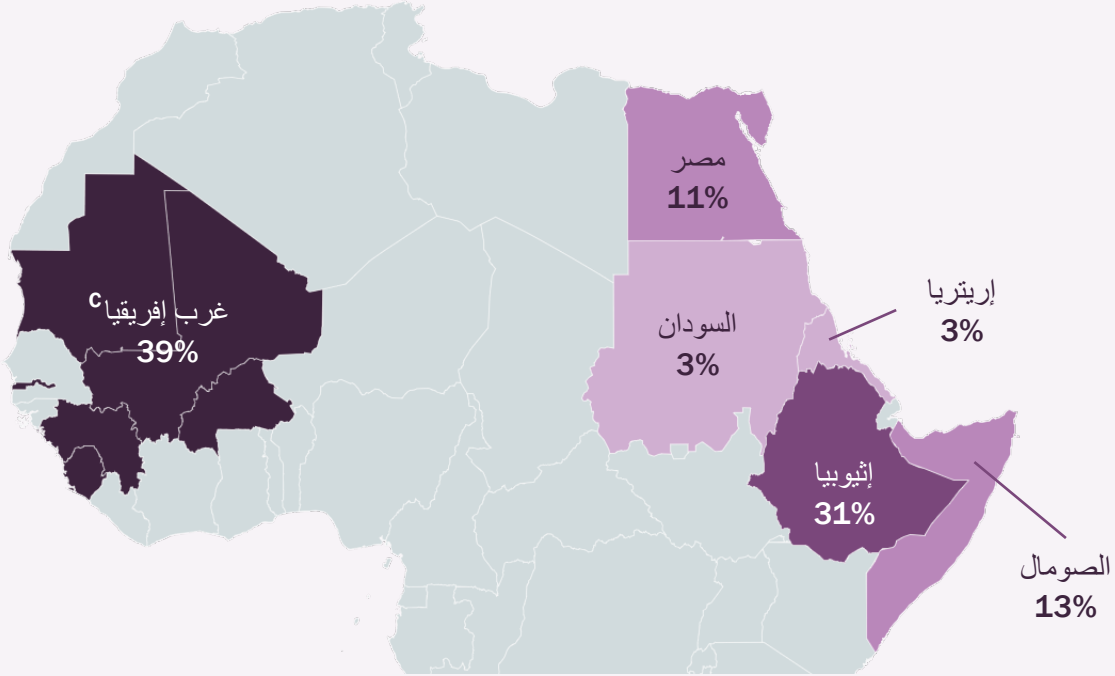 مصر
11%
غرب إفريقيا c
39%
السودان
3%
إريتريا
3%
إثيوبيا
31%
الصومال
13%